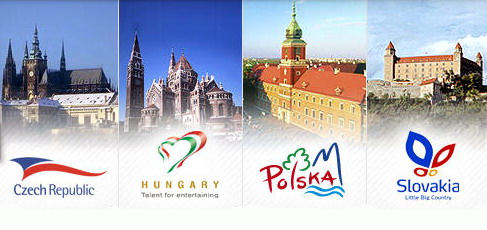 Czech Republic
HUNGARY
Talent for entertaining
POLSKA
Slovakia
Little Big Country